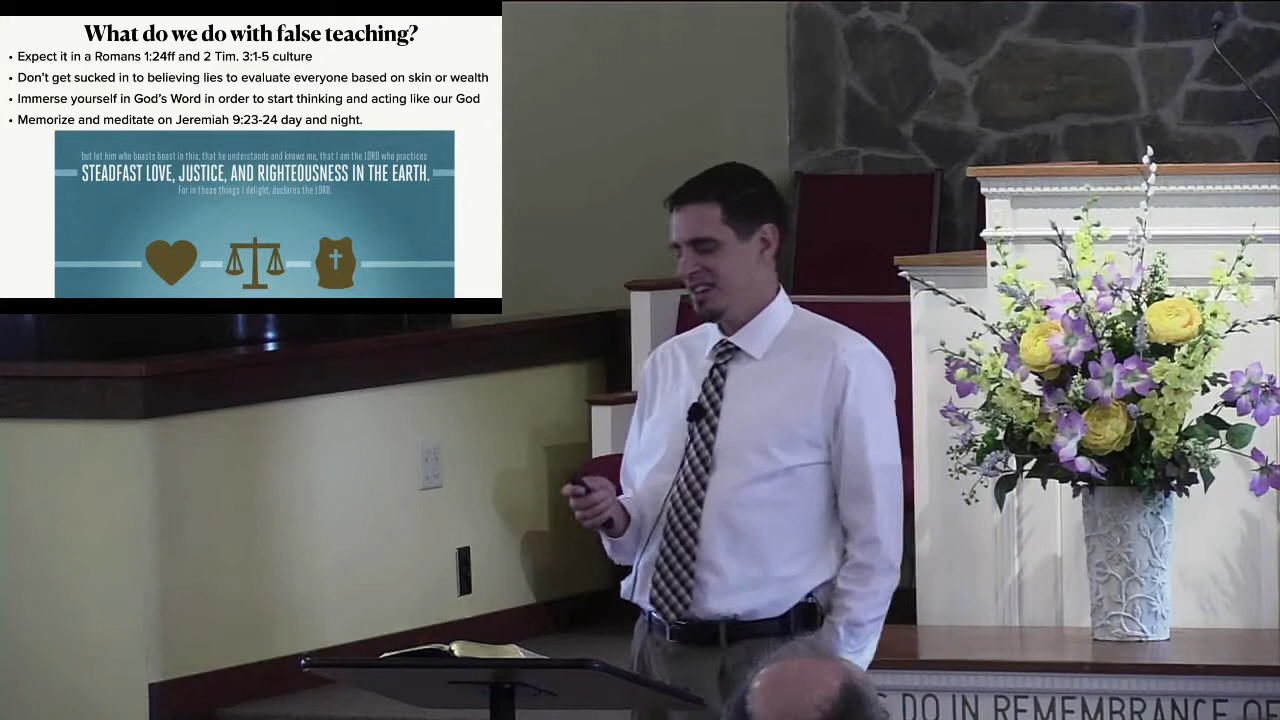 What do we do with false teaching?
• Expect it in a Romans 1:24ff and 2 Tim. 3:1-5 culture
• Don't get sucked in to believing lies to evaluate everyone based on skin or wealth
• Immerse yourself in God's Word in order to start thinking and acting like our God
• Memorize and meditate on Jeremiah 9:23-24 day and night.
but let him who boasts boast in this, that he understands and knows me, that I am the LORD who practices
STEADFAST LOVE, JUSTICE, AND RIGHTEOUSNESS IN THE EARTH.
For in these things I delight, declares the LORD.
S DO IN REMEMBRANCE OF